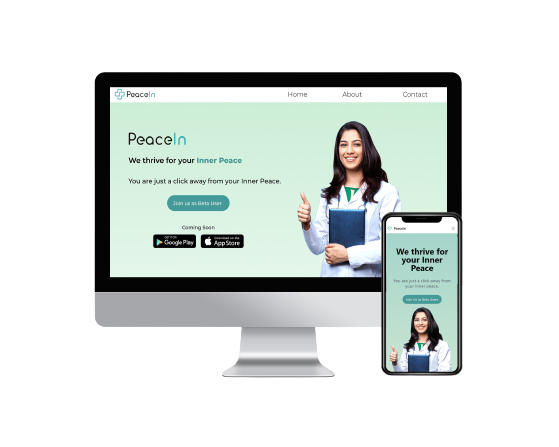 PeaceIn
Home
About
Contact
PeaceIn
We thrive for your Inner Peace
You are just a click away from your Inner Peace.
Join us as Beta User
Coming Soon
GET IT ON
Google Play
Download on the
App Store
PeaceIn
We thrive for
your Inner
Peace
You are just a click away
from your inner peace.
Join Us as Beta User